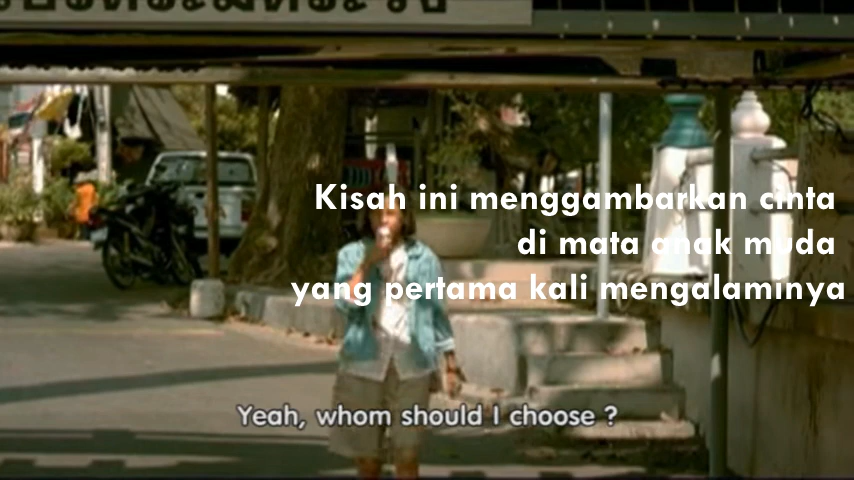 Kisah ini menggambarkan cinta
di mata anak muda
yang pertama kali mengalaminya
Yeah, whom should I choose ?